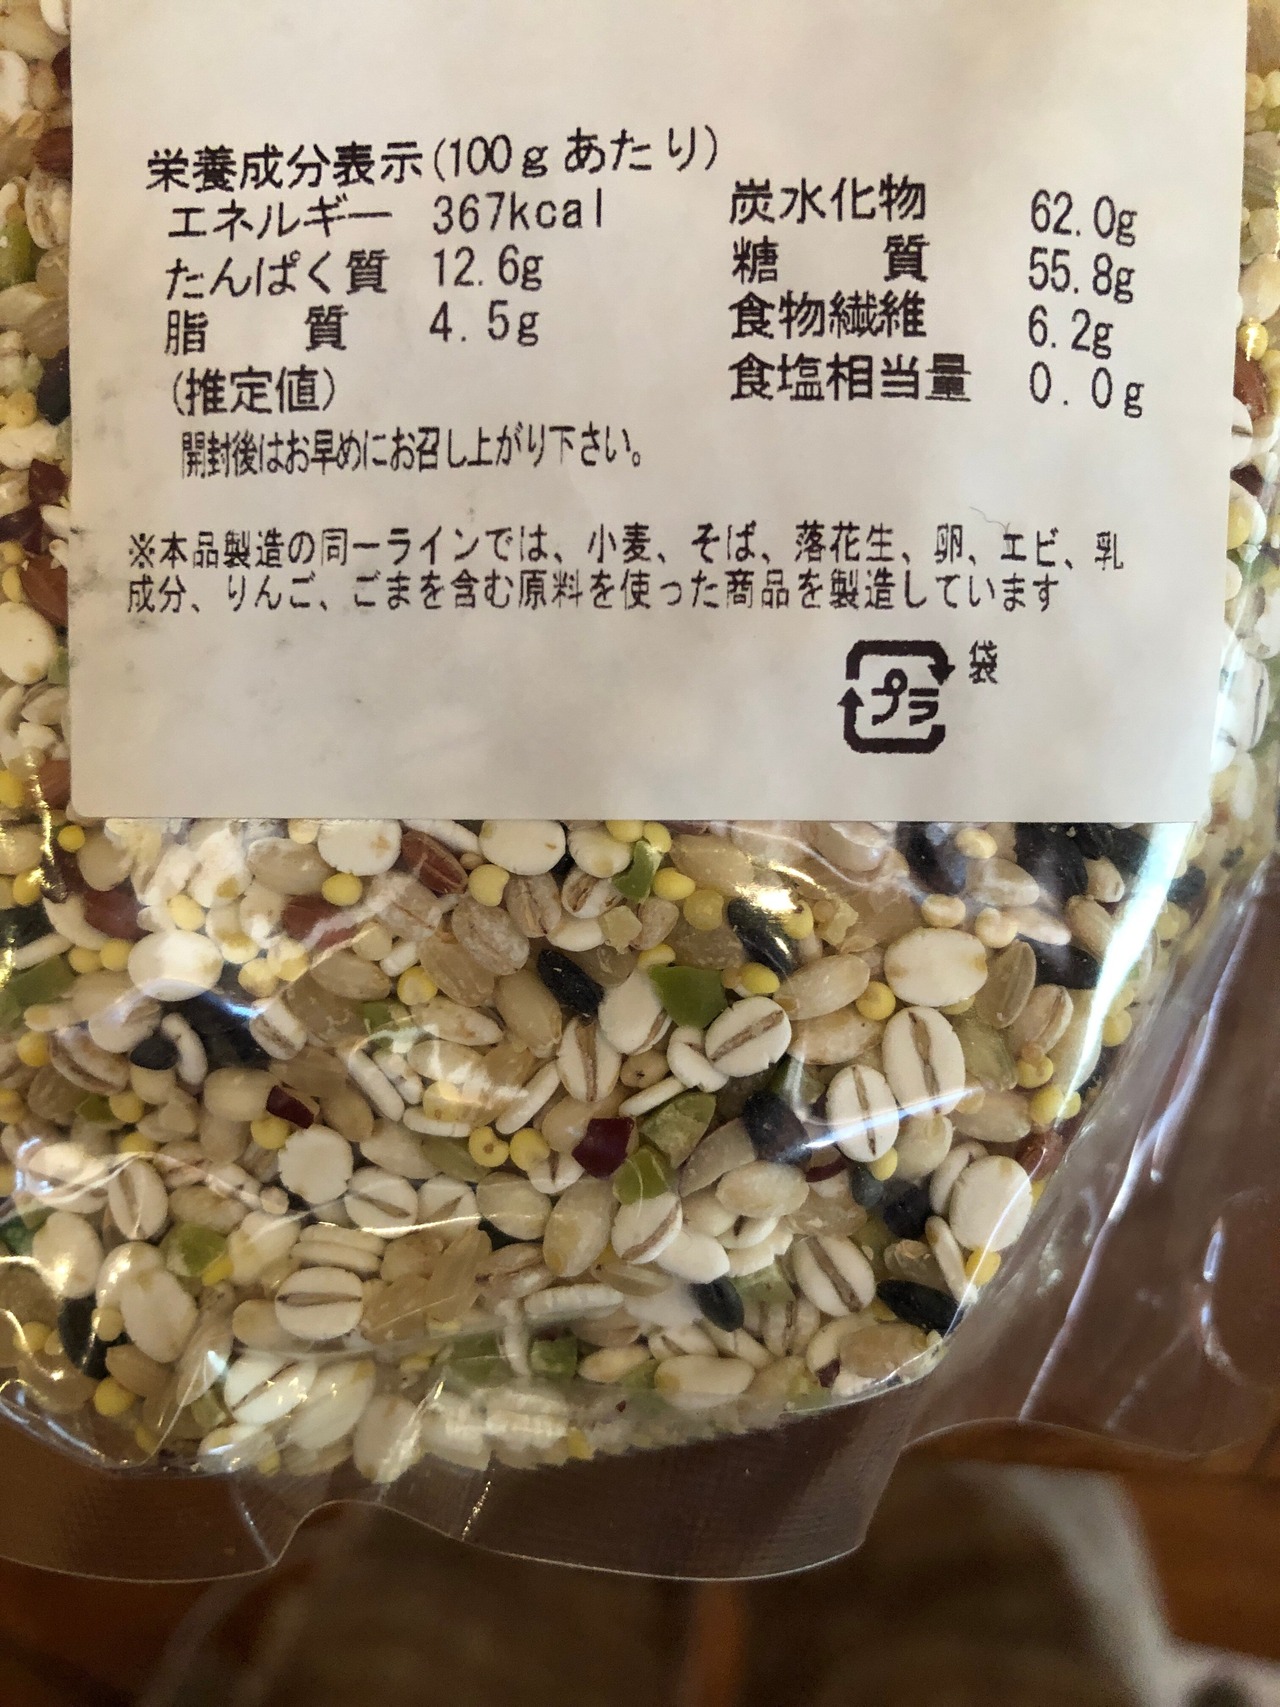 栄養成分表示(100gあたり)
エネルギー 367kcal
たんぱく質 12.6g
脂 質 4.5g
(推定値)
炭水化物 62.0g
糖 質 55.8g
食物繊維 6.2g
食塩相当量 0.0g
開封後はお早めにお召し上がり下さい。
※本品製造の同一ラインでは、小麦、そば、落花生、卵、エビ、乳
成分、りんご、ごまを含む原料を使った商品を製造しています
プラ 袋